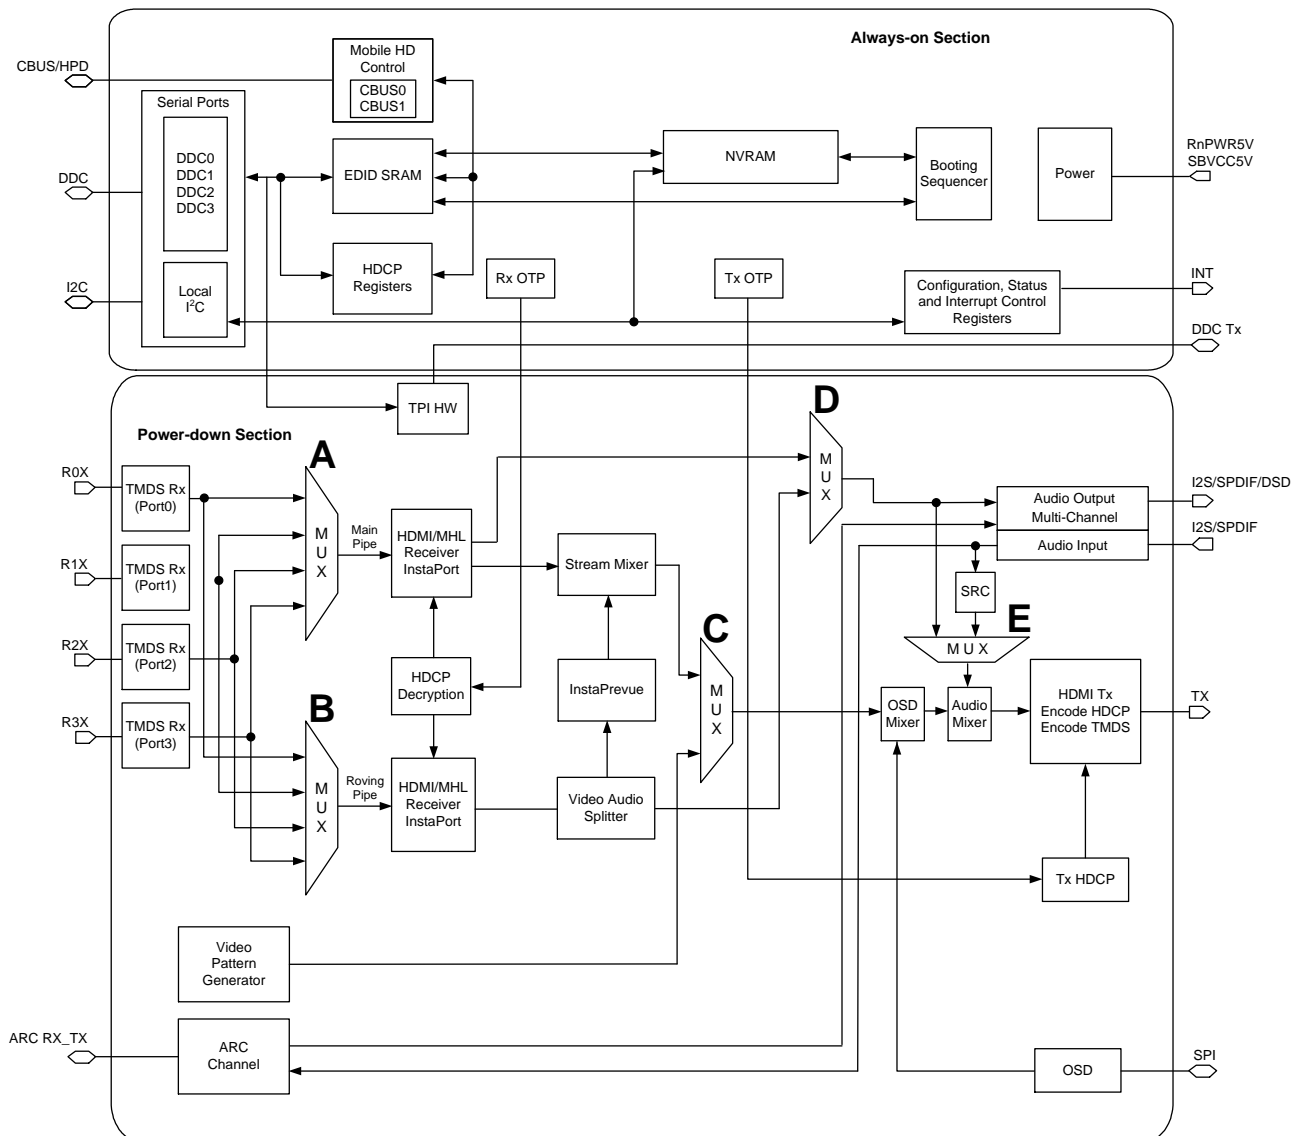 Always-on Section
CBUS/HPD
Mobile HD
Control
CBUS0
CBUS1
Serial Ports
DDC0
DDC1
DDC2
DDC3
DDC
EDID SRAM
NVRAM
Booting
Sequencer
Power
RnPWR5V
SBVCC5V
HDCP
Registers
Rx OTP
Tx OTP
Configuration, Status
and Interrupt Control
Registers
INT
I2C
Local
I²C
DDC Tx
TPI HW
Power-down Section
R0X
TMDS Rx
(Port0)
R1X
TMDS Rx
(Port1)
R2X
TMDS Rx
(Port2)
R3X
TMDS Rx
(Port3)
A
M
U
X
Main
Pipe
HDMI/MHL
Receiver
InstaPort
Stream Mixer
D
M
U
X
Audio Output
Multi-Channel
I2S/SPDIF/DSD
Audio Input
I2S/SPDIF
SRC
E
M U X
HDCP
Decryption
InstaPrevue
C
M
U
X
OSD
Mixer
Audio
Mixer
HDMI Tx
Encode HDCP
Encode TMDS
TX
B
M
U
X
Roving
Pipe
HDMI/MHL
Receiver
InstaPort
Video Audio
Splitter
Tx HDCP
Video
Pattern
Generator
ARC RX_TX
ARC
Channel
OSD
SPI